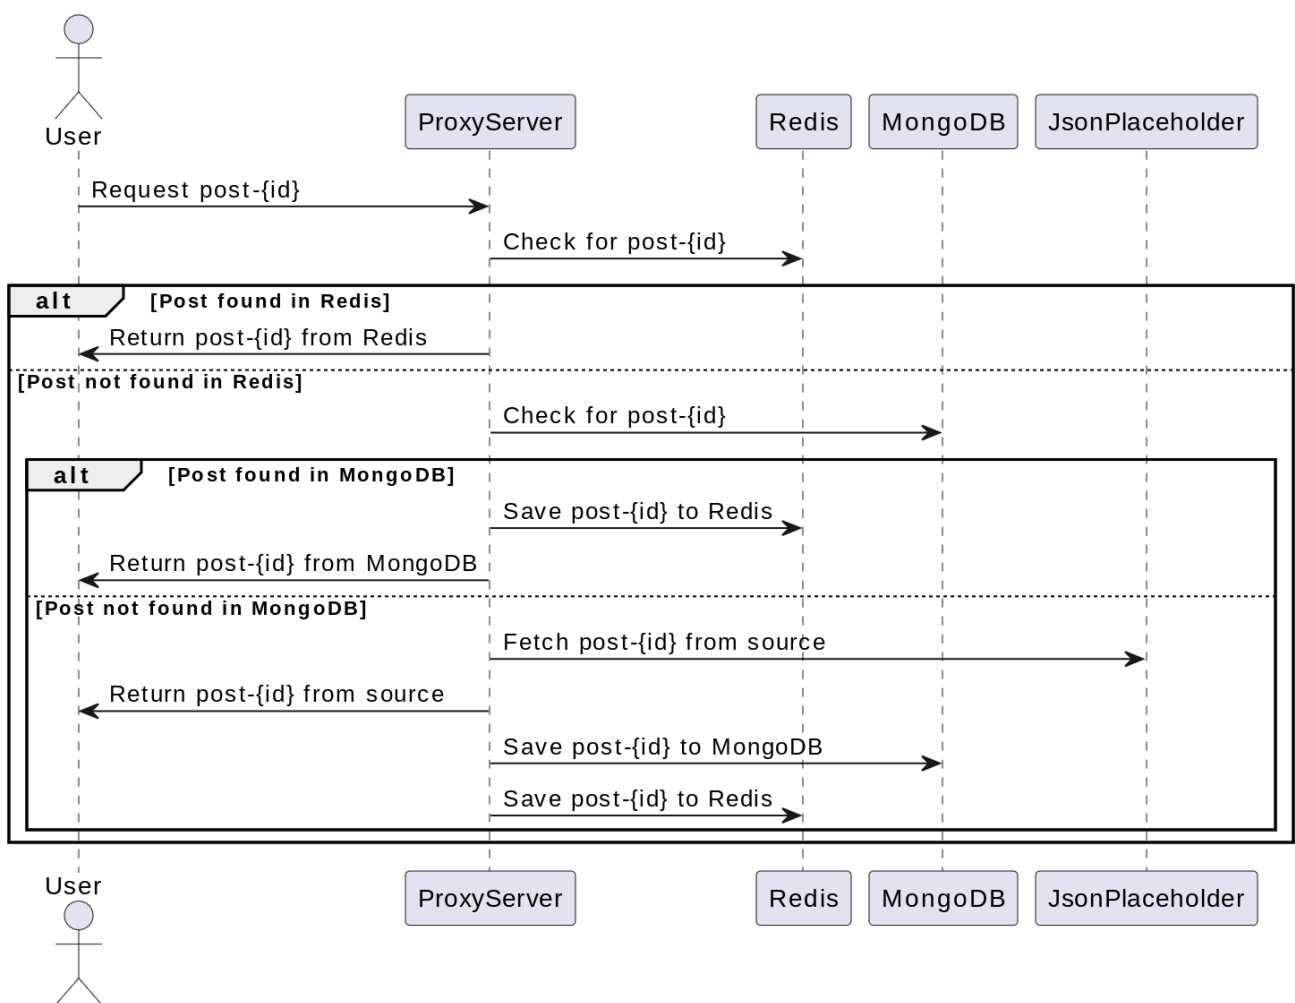 User
ProxyServer
Redis
MongoDB
JsonPlaceholder
Request post-{id}
Check for post-{id}
alt
[Post found in Redis]
Return post-{id} from Redis
[Post not found in Redis]
Check for post-{id}
alt
[Post found in MongoDB]
Save post-{id} to Redis
Return post-{id} from MongoDB
[Post not found in MongoDB]
Fetch post-{id} from source
Return post-{id} from source
Save post-{id} to MongoDB
Save post-{id} to Redis
User
ProxyServer
Redis
MongoDB
JsonPlaceholder